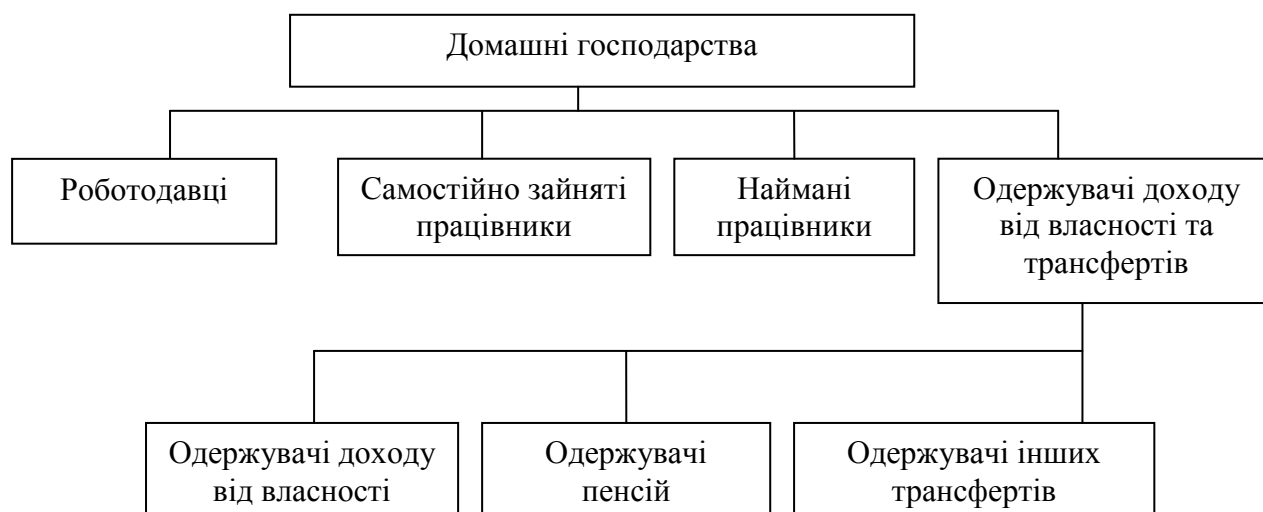 Домашні господарства
Роботодавці
Самостійно зайняті
працівники
Наймані
працівники
Одержувачі доходу
від власності та
трансфертів
Одержувачі доходу
від власності
Одержувачі
пенсій
Одержувачі інших
трансфертів